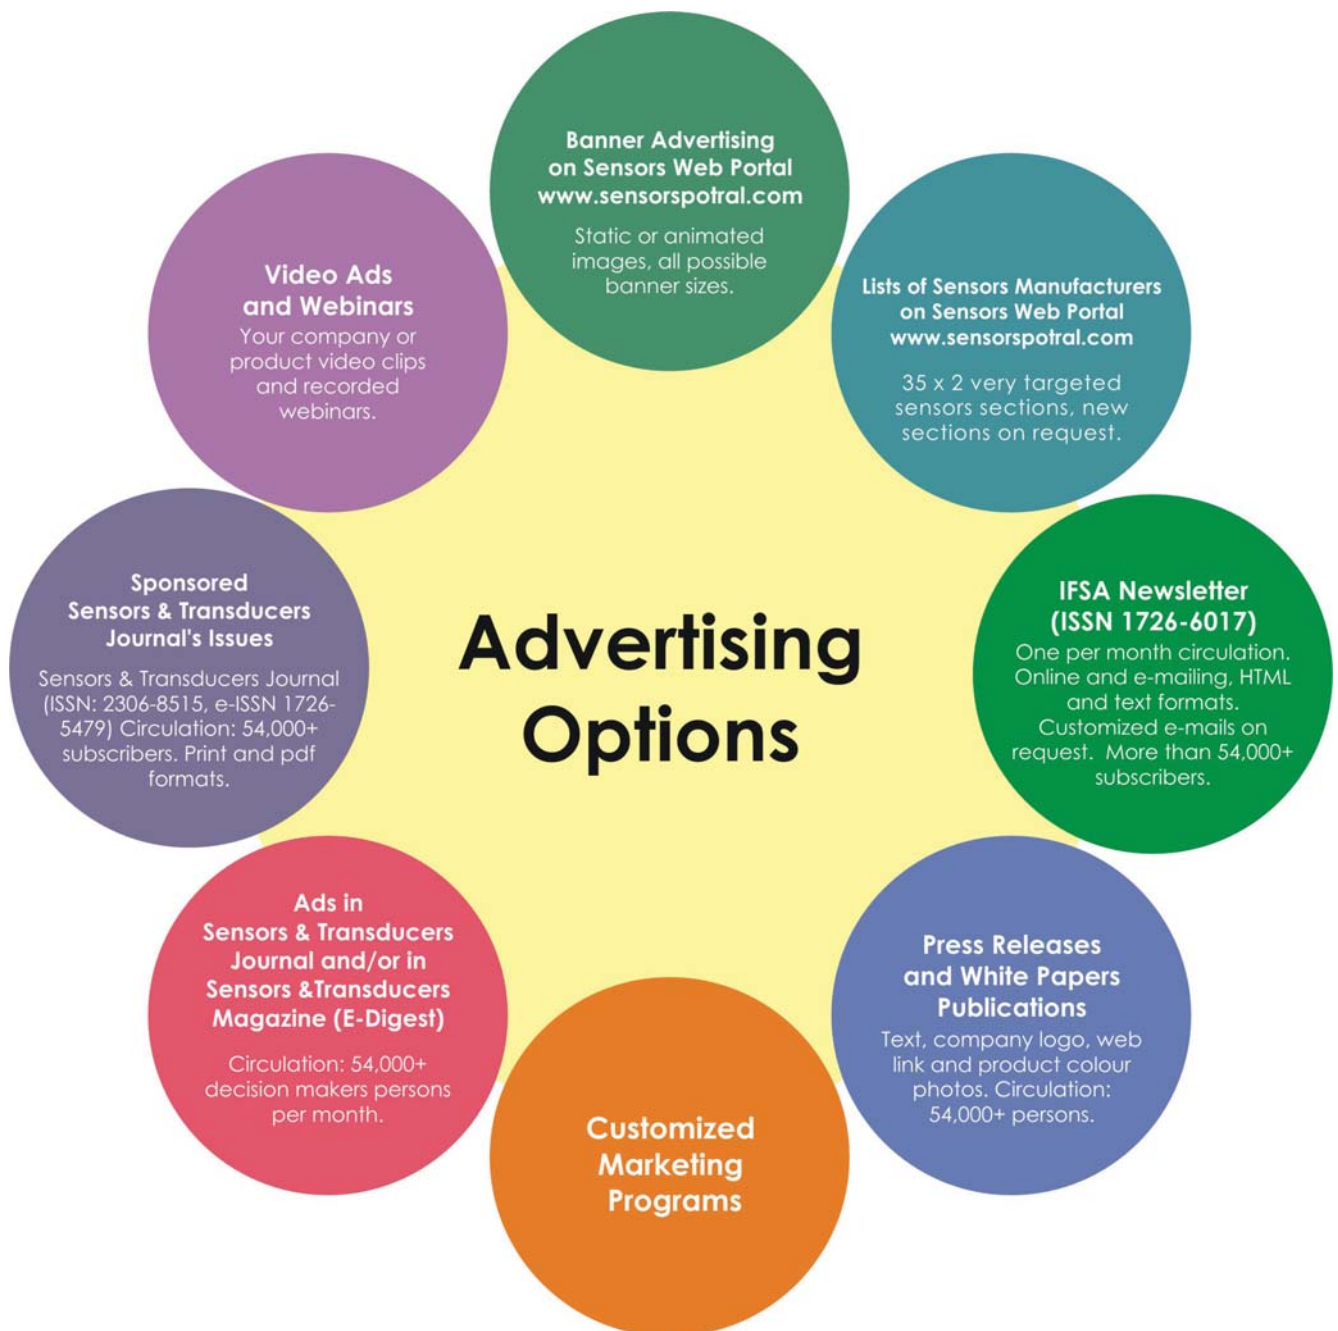 Banner Advertising
on Sensors Web Portal
www.sensorspotral.com
Static or animated
images, all possible
banner sizes.
Lists of Sensors Manufacturers
on Sensors Web Portal
www.sensorspotral.com
35 x 2 very targeted
sensors sections, new
sections on request.
IFSA Newsletter
(ISSN 1726-6017)
One per month circulation.
Online and e-mailing, HTML
and text formats.
Customized e-mails on
request. More than 54,000+
subscribers.
Press Releases
and White Papers
Publications
Text, company logo, web
link and product colour
photos. Circulation:
54,000+ persons.
Customized
Marketing
Programs
Ads in
Sensors & Transducers
Journal and/or in
Sensors &Transducers
Magazine (E-Digest)
Circulation: 54,000+
decision makers persons
per month.
Sponsored
Sensors & Transducers
Journal's Issues
Sensors & Transducers Journal
(ISSN: 2306-8515, e-ISSN 1726-
5479) Circulation: 54,000+
subscribers. Print and pdf
formats.
Video Ads
and Webinars
Your company or
product video clips
and recorded
webinars.
Advertising
Options